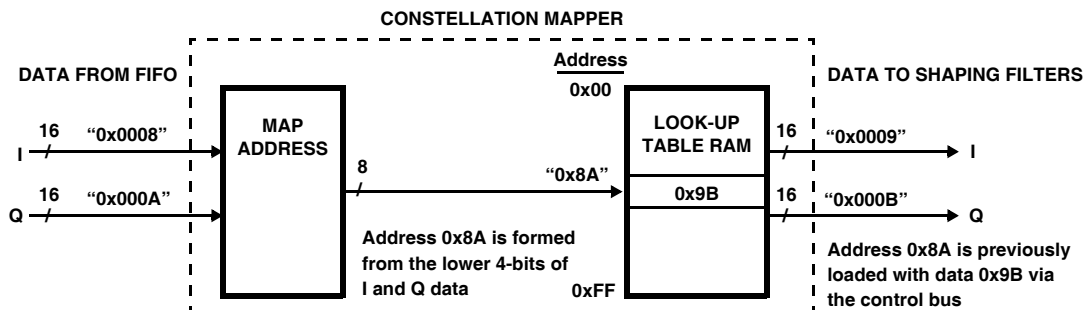 CONSTELLATION MAPPER
DATA FROM FIFO
Address
0x00
DATA TO SHAPING FILTERS
MAP
ADDRESS
LOOK-UP
TABLE RAM
16 “0x0008”
I
16 “0x000A”
Q
8
“0x8A”
0x9B
16 “0x0009”
I
16 “0x000B”
Q
Address 0x8A is formed
from the lower 4-bits of
I and Q data
0xFF
Address 0x8A is previously
loaded with data 0x9B via
the control bus